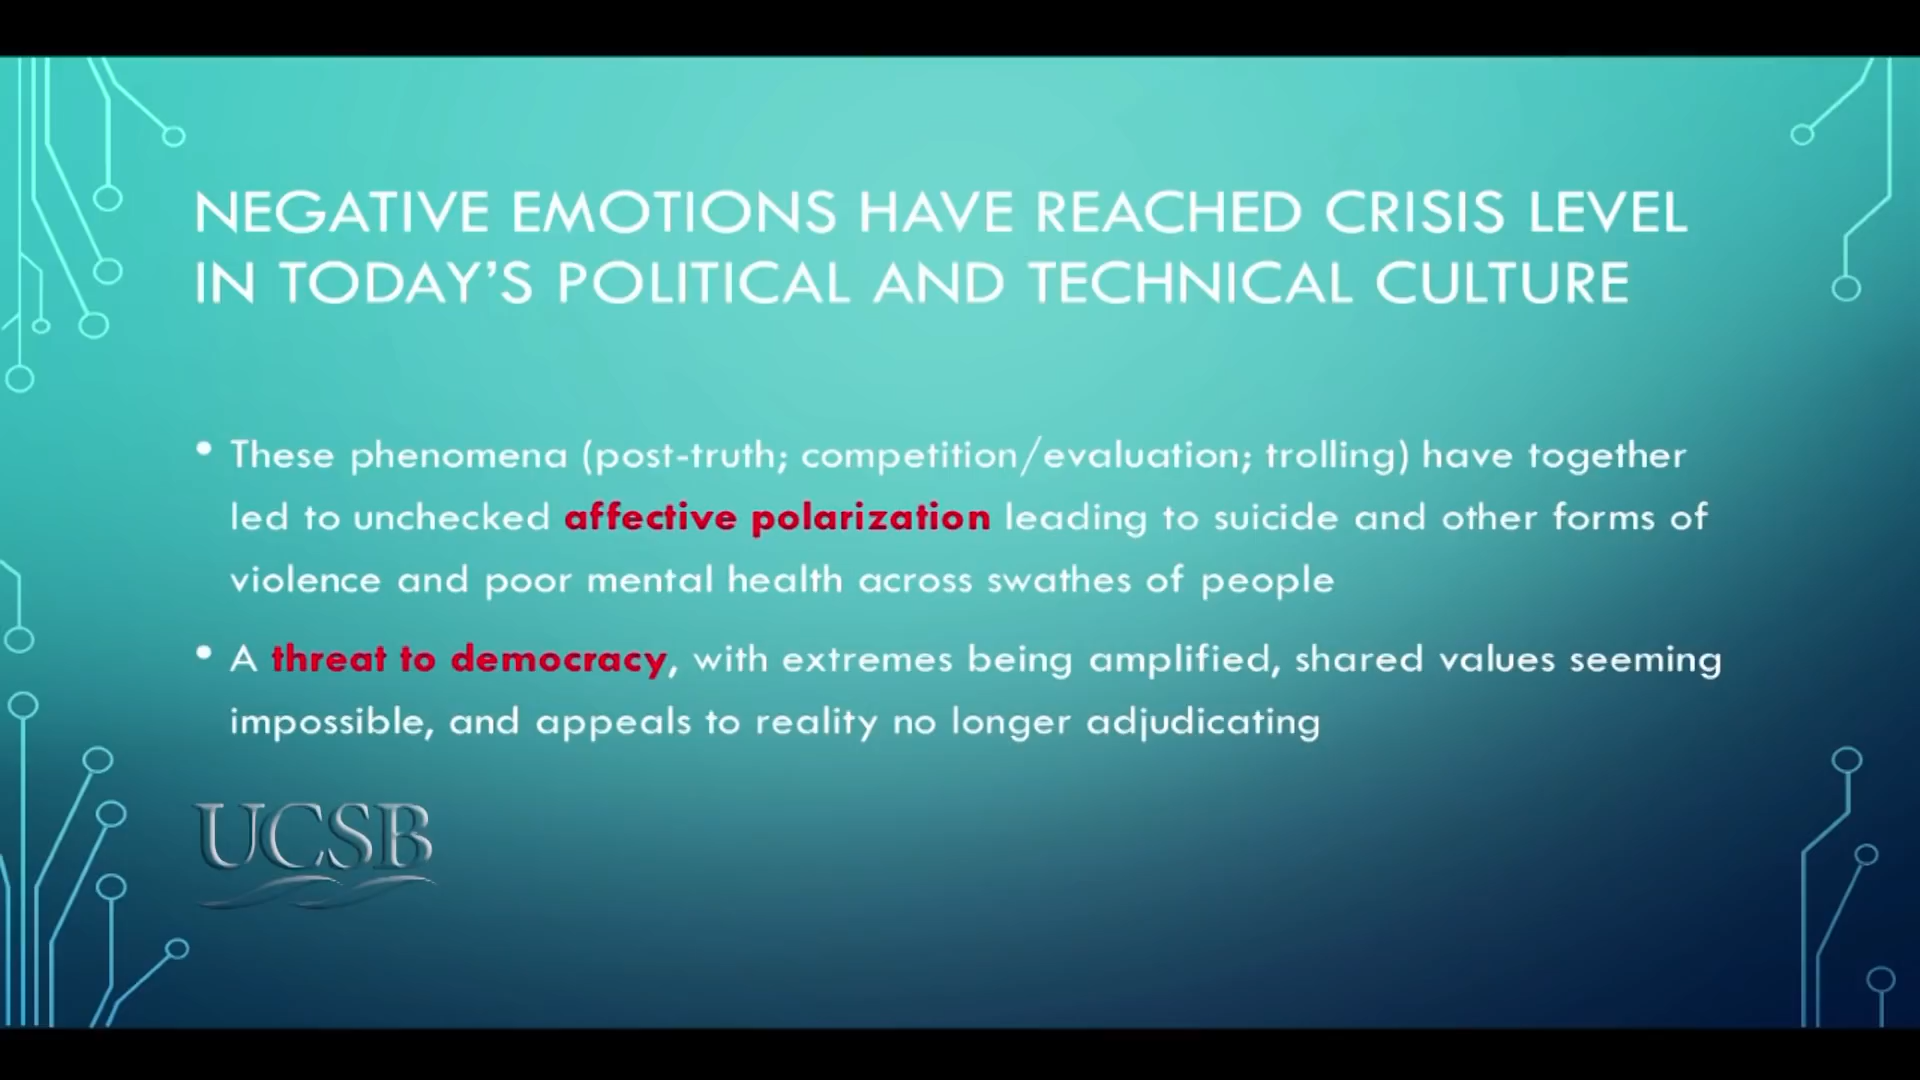 NEGATIVE EMOTIONS HAVE REACHED CRISIS LEVEL
IN TODAY'S POLITICAL AND TECHNICAL CULTURE
• These phenomena (post-truth; competition/evaluation; trolling) have together
led to unchecked affective polarization leading to suicide and other forms of
violence and poor mental health across swathes of people
• A threat to democracy, with extremes being amplified, shared values seeming
impossible, and appeals to reality no longer adjudicating
UCSB